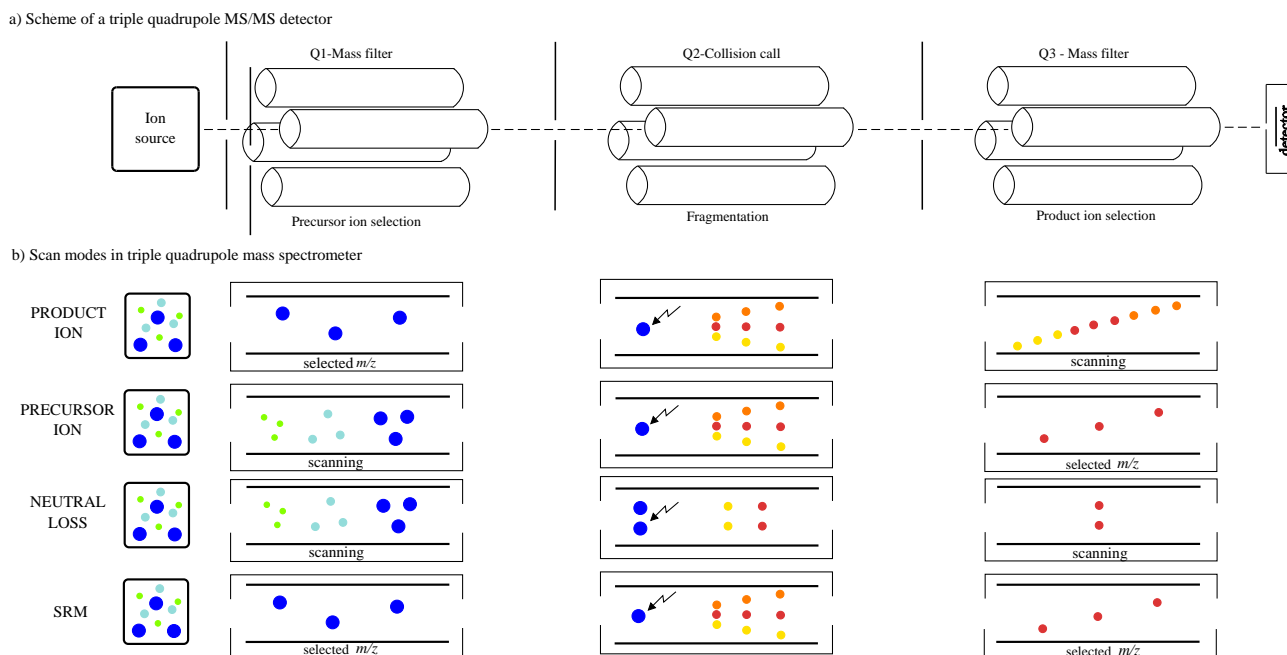 a) Scheme of a triple quadrupole MS/MS detector
Q1-Mass filter
Q2-Collision call
Q3 - Mass filter
Ion
source
detector
Precursor ion selection
Fragmentation
Product ion selection
b) Scan modes in triple quadrupole mass spectrometer
PRODUCT
ION
selected m/z
scanning
PRECURSOR
ION
scanning
selected m/z
NEUTRAL
LOSS
scanning
scanning
SRM
selected m/z
selected m/z